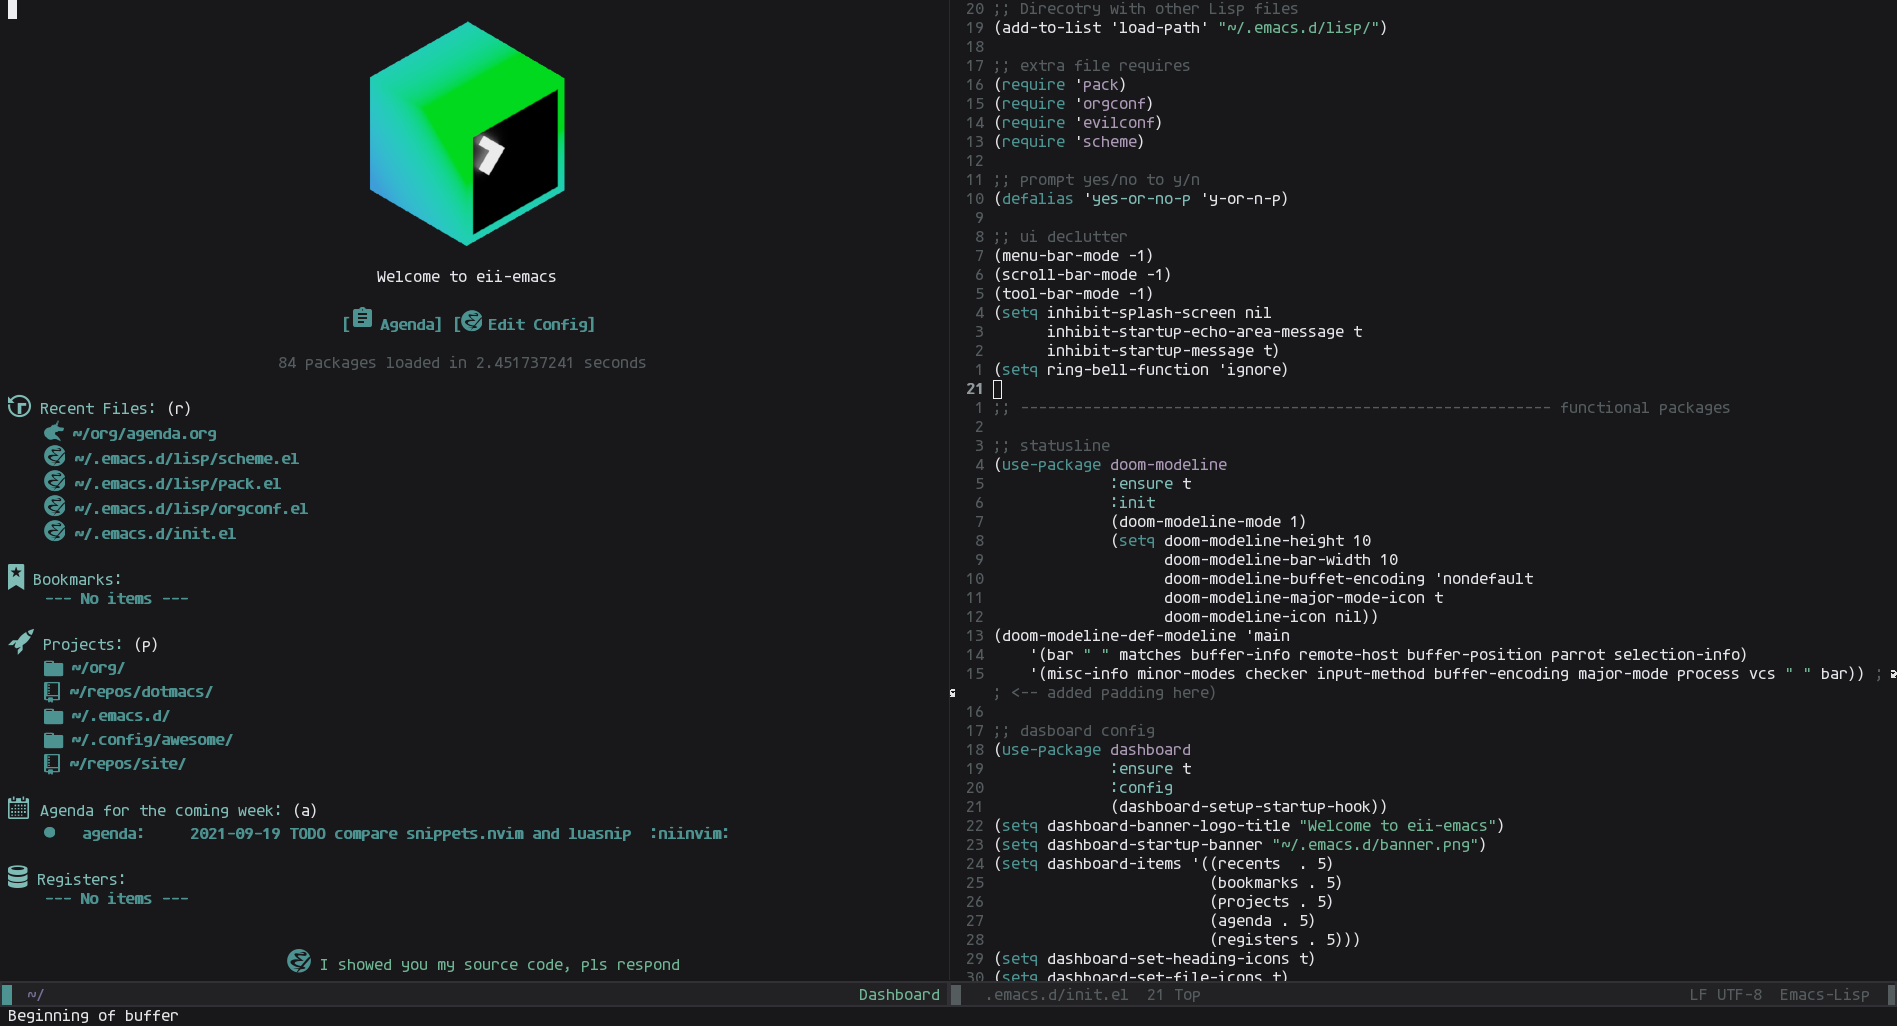 Welcome to eii-emacs
[ Agenda] [ Edit Config]
84 packages loaded in 2.451737241 seconds
Recent Files: (r)
~/org/agenda.org
~/.emacs.d/lisp/scheme.el
~/.emacs.d/lisp/pack.el
~/.emacs.d/lisp/orgconf.el
~/.emacs.d/init.el
Bookmarks:
--- No items ---
Projects: (p)
~/org/
~/repos/dotmacs/
~/.emacs.d/
~/.config/awesome/
~/repos/site/
Agenda for the coming week: (a)
agenda: 2021-09-19 TODO compare snippets.nvim and luasnip :niinvim:
Registers:
--- No items ---
I showed you my source code, pls respond
~/ Dashboard
20 ;; Direcotry with other Lisp files
19 (add-to-list 'load-path' "~/.emacs.d/lisp/")
18
17 ;; extra file requires
16 (require 'pack)
15 (require 'orgconf)
14 (require 'evilconf)
13 (require 'scheme)
12
11 ;; prompt yes/no to y/n
10 (defalias 'yes-or-no-p 'y-or-n-p)
9
8 ;; ui declutter
7 (menu-bar-mode -1)
6 (scroll-bar-mode -1)
5 (tool-bar-mode -1)
4 (setq inhibit-splash-screen nil
3 inhibit-startup-echo-area-message t
2 inhibit-startup-message t)
1 (setq ring-bell-function 'ignore)
21
1 ;; ----------------------------------------------------------- functional packages
2
3 ;; statusline
4 (use-package doom-modeline
5 :ensure t
6 :init
7 (doom-modeline-mode 1)
8 (setq doom-modeline-height 10
9 doom-modeline-bar-width 10
10 doom-modeline-buffet-encoding 'nondefault
11 doom-modeline-major-mode-icon t
12 doom-modeline-icon nil))
13 (doom-modeline-def-modeline 'main
14 '(bar " " matches buffer-info remote-host buffer-position parrot selection-info)
15 '(misc-info minor-modes checker input-method buffer-encoding major-mode process vcs " " bar)) ;
; <-- added padding here)
16
17 ;; dasboard config
18 (use-package dashboard
19 :ensure t
20 :config
21 (dashboard-setup-startup-hook))
22 (setq dashboard-banner-logo-title "Welcome to eii-emacs")
23 (setq dashboard-startup-banner "~/.emacs.d/banner.png")
24 (setq dashboard-items '((recents . 5)
25 (bookmarks . 5)
26 (projects . 5)
27 (agenda . 5)
28 (registers . 5)))
29 (setq dashboard-set-heading-icons t)
30 (setq dashboard-set-file-icons t)
.emacs.d/init.el 21 Top LF UTF-8 Emacs-Lisp
Beginning of buffer